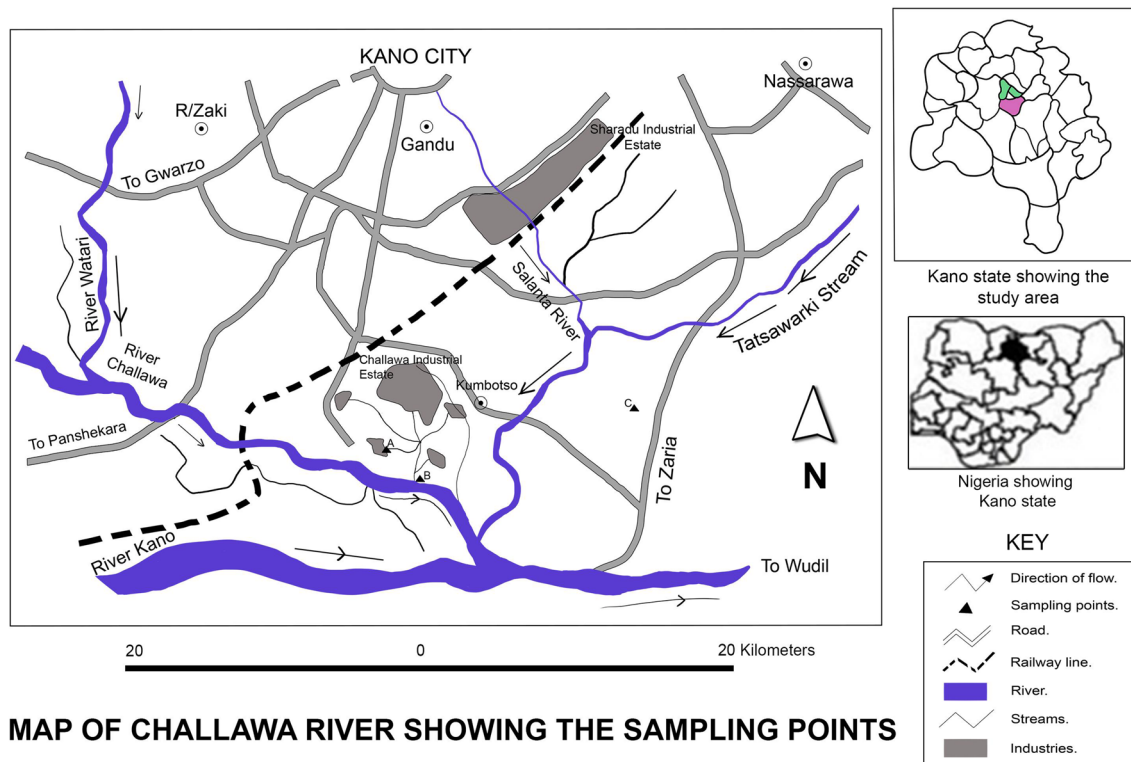 KANO CITY
Nassarawa
R/Zaki
Gandu
Sharadu Industrial
Estate
To Gwarzo
River Watari
Salanta River
Tatsawarki Stream
River
Challawa
Challawa Industrial
Estate
Kumbotso
C
To Panshekara
A
B
To Zaria
N
River Kano
To Wudil
20
0
20 Kilometers
MAP OF CHALLAWA RIVER SHOWING THE SAMPLING POINTS
Kano state showing the
study area
Nigeria showing
Kano state
KEY
Direction of flow.
Sampling points.
Road.
Railway line.
River.
Streams.
Industries.